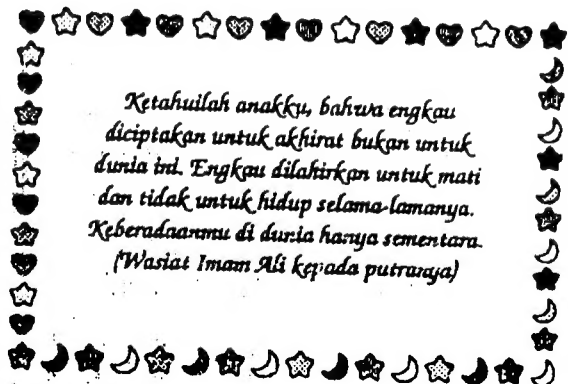 Ketahuilah anakku, bahwa engkau
diciptakan untuk akhirat bukan untuk
dunia ini. Engkau dilahirkan untuk mati
dan tidak untuk hidup selama-lamanya.
Keberadaanmu di dunia hanya sementara.
(Wasiat Imam Ali kepada putranya)